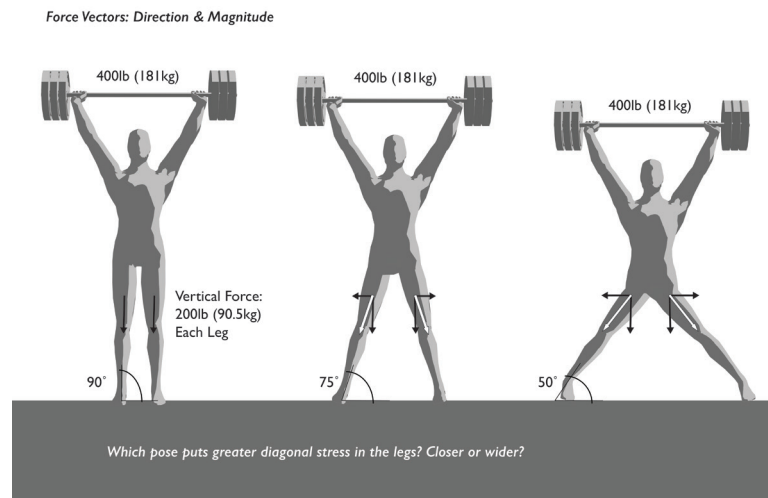 Force Vectors: Direction & Magnitude
400lb (181kg)
400lb (181kg)
400lb (181kg)
Vertical Force:
200lb (90.5kg)
Each Leg
90°
75°
50°
Which pose puts greater diagonal stress in the legs? Closer or wider?